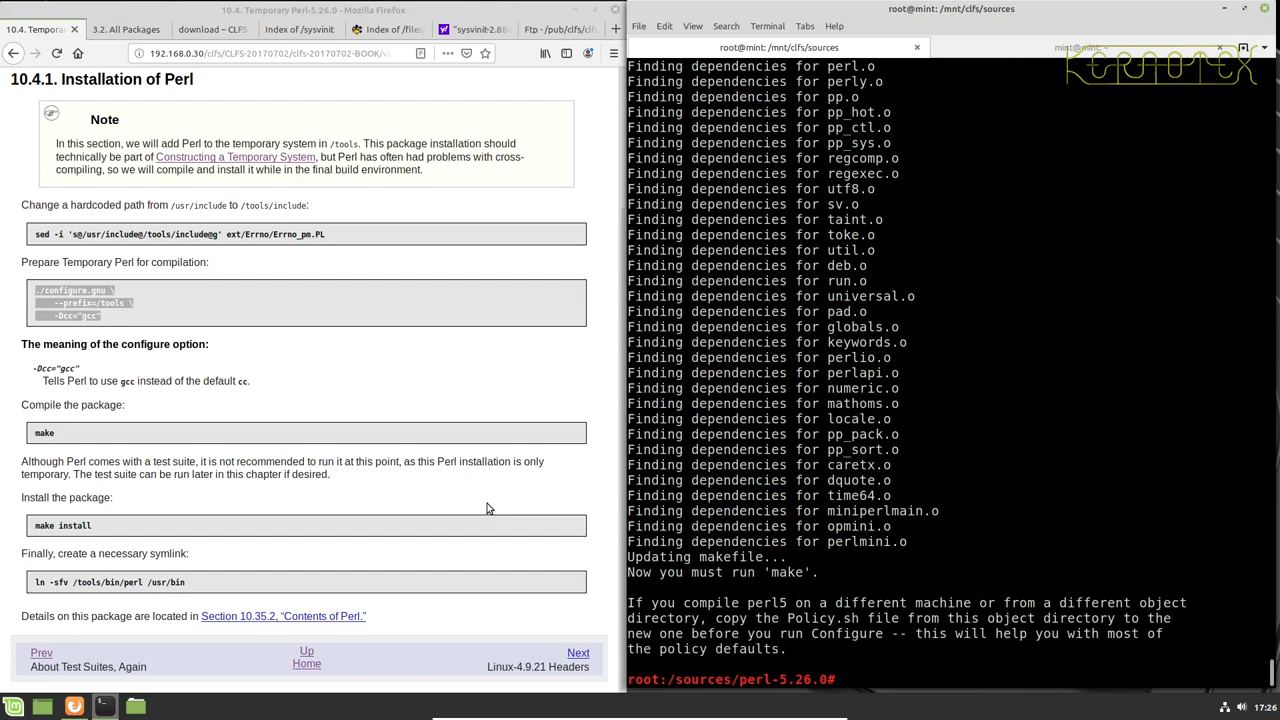 10.4. Temporary Perl-5.26.0 - Mozilla Firefox
10.4. Tempora
3.2. All Packages
download – CLFS
Index of /sysvinit
Index of /files
"sysvinit-2.88
Ftp - /pub/clfs/c
192.168.0.30/clfs/clfs-20170702/clfs-20170702-BOOK/
10.4.1. Installation of Perl
Note
In this section, we will add Perl to the temporary system in /tools. This package installation should
technically be part of Constructing a Temporary System, but Perl has often had problems with cross-
compiling, so we will compile and install it while in the final build environment.
Change a hardcoded path from /usr/include to /tools/include:
sed -i 's@/usr/include@/tools/include@g' ext/Errno/Errno_pm.PL
Prepare Temporary Perl for compilation:
./configure.gnu \
--prefix=/tools \
-Dcc="gcc"
The meaning of the configure option:
-Dcc="gcc"
Tells Perl to use gcc instead of the default cc.
Compile the package:
make
Although Perl comes with a test suite, it is not recommended to run it at this point, as this Perl installation is only
temporary. The test suite can be run later in this chapter if desired.
Install the package:
make install
Finally, create a necessary symlink:
ln -sfv /tools/bin/perl /usr/bin
Details on this package are located in Section 10.35.2, “Contents of Perl.”
Prev
Up
Next
About Test Suites, Again
Home
Linux-4.9.21 Headers
root@mint: /mnt/clfs/sources
File Edit View Search Terminal Tabs Help
root@mint: /mnt/clfs/sources
root@mint: ~
KERNOTEX
Finding dependencies for perl.o
Finding dependencies for perly.o
Finding dependencies for pp.o
Finding dependencies for pp_hot.o
Finding dependencies for pp_ctl.o
Finding dependencies for pp_sys.o
Finding dependencies for regcomp.o
Finding dependencies for regexec.o
Finding dependencies for utf8.o
Finding dependencies for sv.o
Finding dependencies for taint.o
Finding dependencies for toke.o
Finding dependencies for util.o
Finding dependencies for deb.o
Finding dependencies for run.o
Finding dependencies for universal.o
Finding dependencies for pad.o
Finding dependencies for globals.o
Finding dependencies for keywords.o
Finding dependencies for perlio.o
Finding dependencies for perlapi.o
Finding dependencies for numeric.o
Finding dependencies for mathoms.o
Finding dependencies for locale.o
Finding dependencies for pp_pack.o
Finding dependencies for pp_sort.o
Finding dependencies for caretx.o
Finding dependencies for dquote.o
Finding dependencies for time64.o
Finding dependencies for miniperlmain.o
Finding dependencies for opmini.o
Finding dependencies for perlmini.o
Updating makefile...
Now you must run 'make'.
If you compile perl5 on a different machine or from a different object
directory, copy the Policy.sh file from this object directory to the
new one before you run Configure -- this will help you with most of
the policy defaults.
root:/sources/perl-5.26.0#
17:26